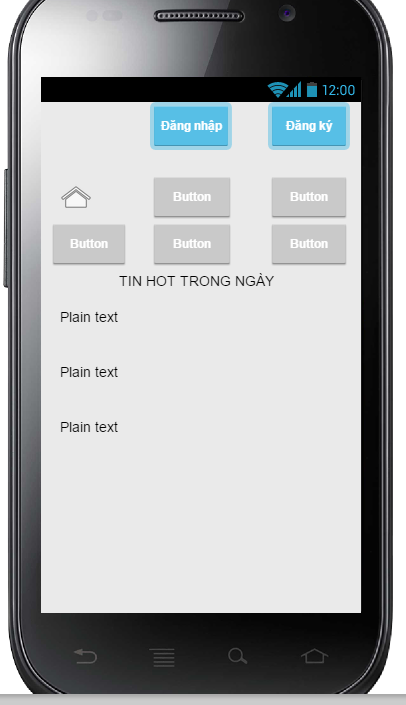 12:00
Đăng nhập Đăng ký
Button Button
Button Button Button
TIN HOT TRONG NGÀY
Plain text
Plain text
Plain text